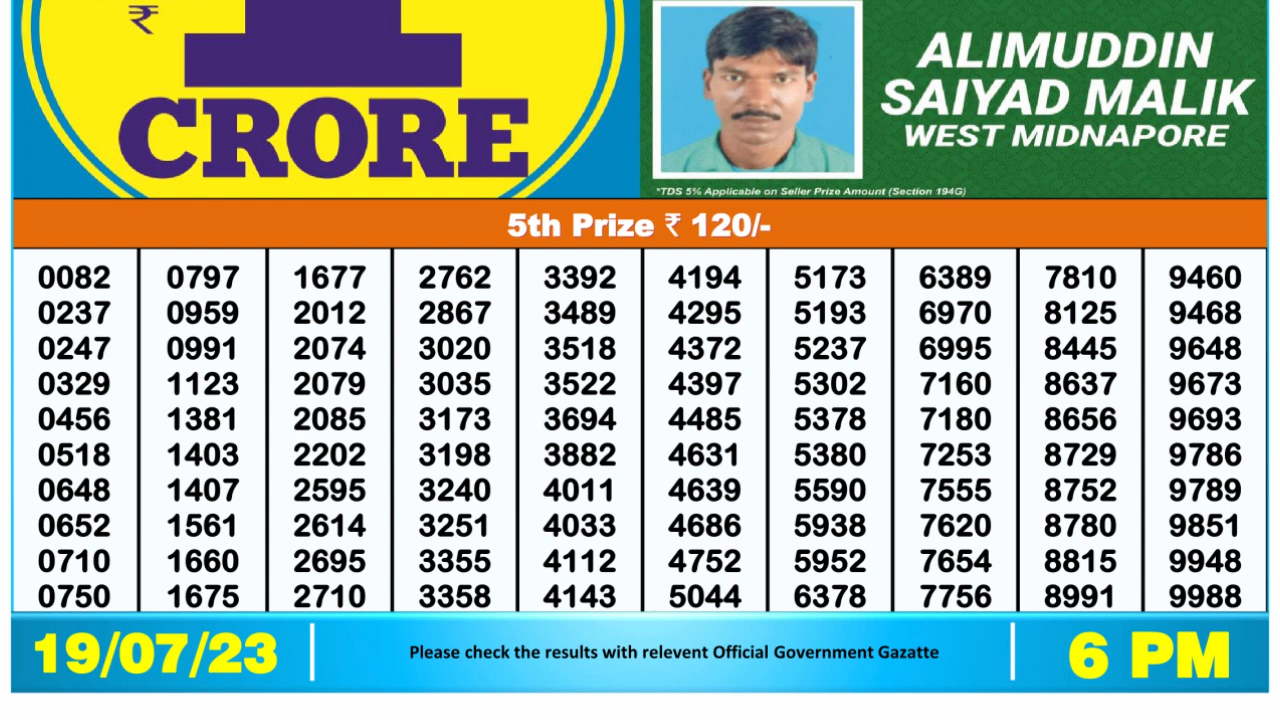 ₹
1
CRORE
ALIMUDDIN
SAIYAD MALIK
WEST MIDNAPORE
*TDS 5% Applicable on Seller Prize Amount (Section 194G)
5th Prize ₹ 120/-
0082 0797 1677 2762 3392 4194 5173 6389 7810 9460
0237 0959 2012 2867 3489 4295 5193 6970 8125 9468
0247 0991 2074 3020 3518 4372 5237 6995 8445 9648
0329 1123 2079 3035 3522 4397 5302 7160 8637 9673
0456 1381 2085 3173 3694 4485 5378 7180 8656 9693
0518 1403 2202 3198 3882 4631 5380 7253 8729 9786
0648 1407 2595 3240 4011 4639 5590 7555 8752 9789
0652 1561 2614 3251 4033 4686 5938 7620 8780 9851
0710 1660 2695 3355 4112 4752 5952 7654 8815 9948
0750 1675 2710 3358 4143 5044 6378 7756 8991 9988
19/07/23 Please check the results with relevent Official Government Gazatte 6 PM